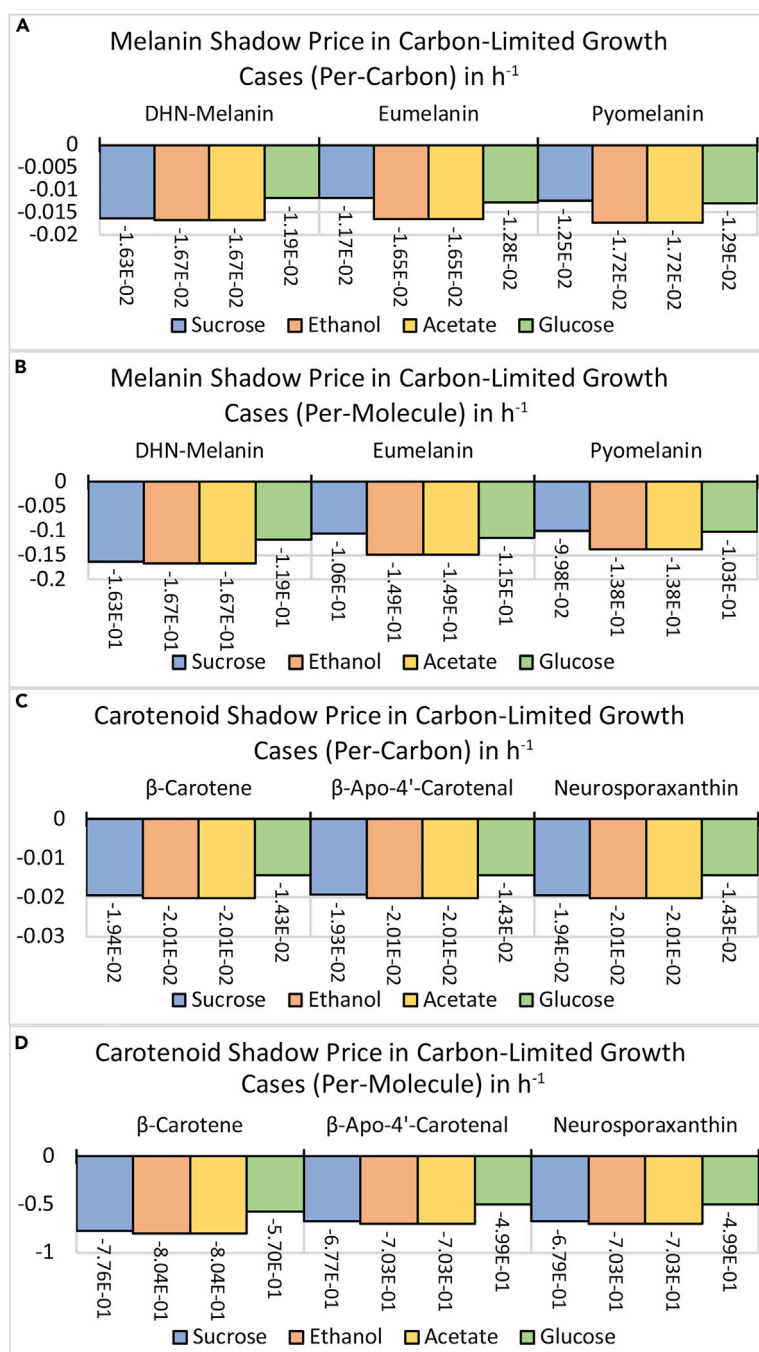 A
Melanin Shadow Price in Carbon-Limited Growth
Cases (Per-Carbon) in h-1
DHN-Melanin Eumelanin Pyomelanin
0
-0.005
-0.01
-0.015
-0.02
-1.63E-02 -1.67E-02 -1.67E-02 -1.19E-02 -1.17E-02 -1.65E-02 -1.65E-02 -1.28E-02 -1.25E-02 -1.72E-02 -1.72E-02 -1.29E-02
Sucrose Ethanol Acetate Glucose
B
Melanin Shadow Price in Carbon-Limited Growth
Cases (Per-Molecule) in h-1
DHN-Melanin Eumelanin Pyomelanin
0
-0.05
-0.1
-0.15
-0.2
-1.63E-01 -1.67E-01 -1.67E-01 -1.19E-01 -1.06E-01 -1.49E-01 -1.49E-01 -1.15E-01 -9.98E-02 -1.38E-01 -1.38E-01 -1.03E-01
Sucrose Ethanol Acetate Glucose
C
Carotenoid Shadow Price in Carbon-Limited Growth
Cases (Per-Carbon) in h-1
β-Carotene β-Apo-4'-Carotenal Neurosporaxanthin
0
-0.01
-0.02
-0.03
-1.94E-02 -2.01E-02 -2.01E-02 -1.43E-02 -1.93E-02 -2.01E-02 -2.01E-02 -1.43E-02 -1.94E-02 -2.01E-02 -2.01E-02 -1.43E-02
Sucrose Ethanol Acetate Glucose
D
Carotenoid Shadow Price in Carbon-Limited Growth
Cases (Per-Molecule) in h-1
β-Carotene β-Apo-4'-Carotenal Neurosporaxanthin
0
-0.5
-1
-7.76E-01 -8.04E-01 -8.04E-01 -5.70E-01 -6.77E-01 -7.03E-01 -7.03E-01 -4.99E-01 -6.79E-01 -7.03E-01 -7.03E-01 -4.99E-01
Sucrose Ethanol Acetate Glucose